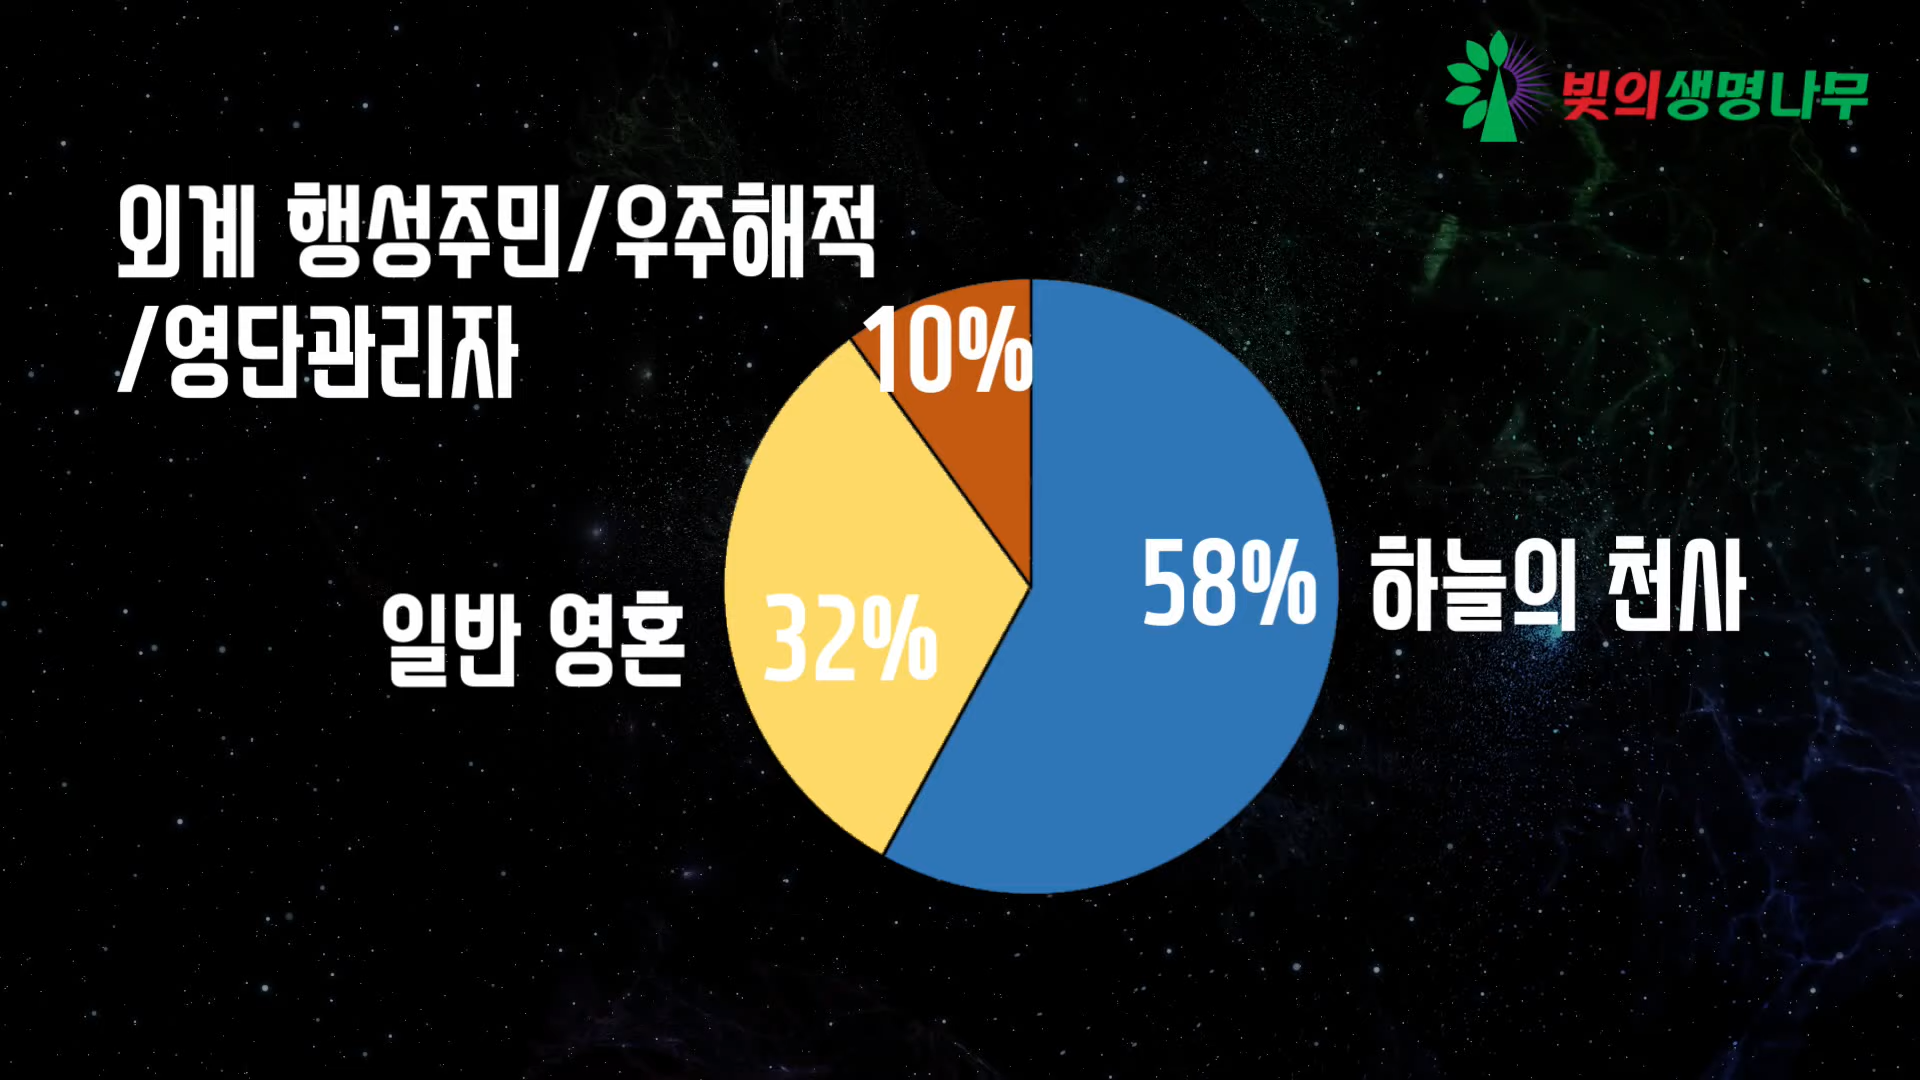 빛의생명나무
외계 행성주민/우주해적
/영단관리자
10%
58% 하늘의 천사
일반 영혼 32%